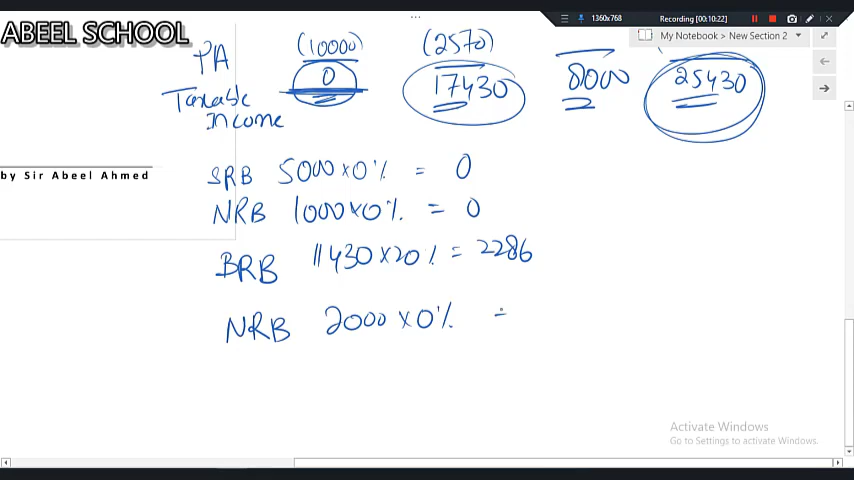 1360x768
Recording [00:10:22]
ABEEL SCHOOL
My Notebook > New Section 2
PA (10000) (2570)
Taxable Income 0 17430 8000 25430
by Sir Abeel Ahmed
SRB 5000 x 0% = 0
NRB 1000 x 0% = 0
BRB 11430 x 20% = 2286
NRB 2000 x 0% =
Activate Windows
Go to Settings to activate Windows.